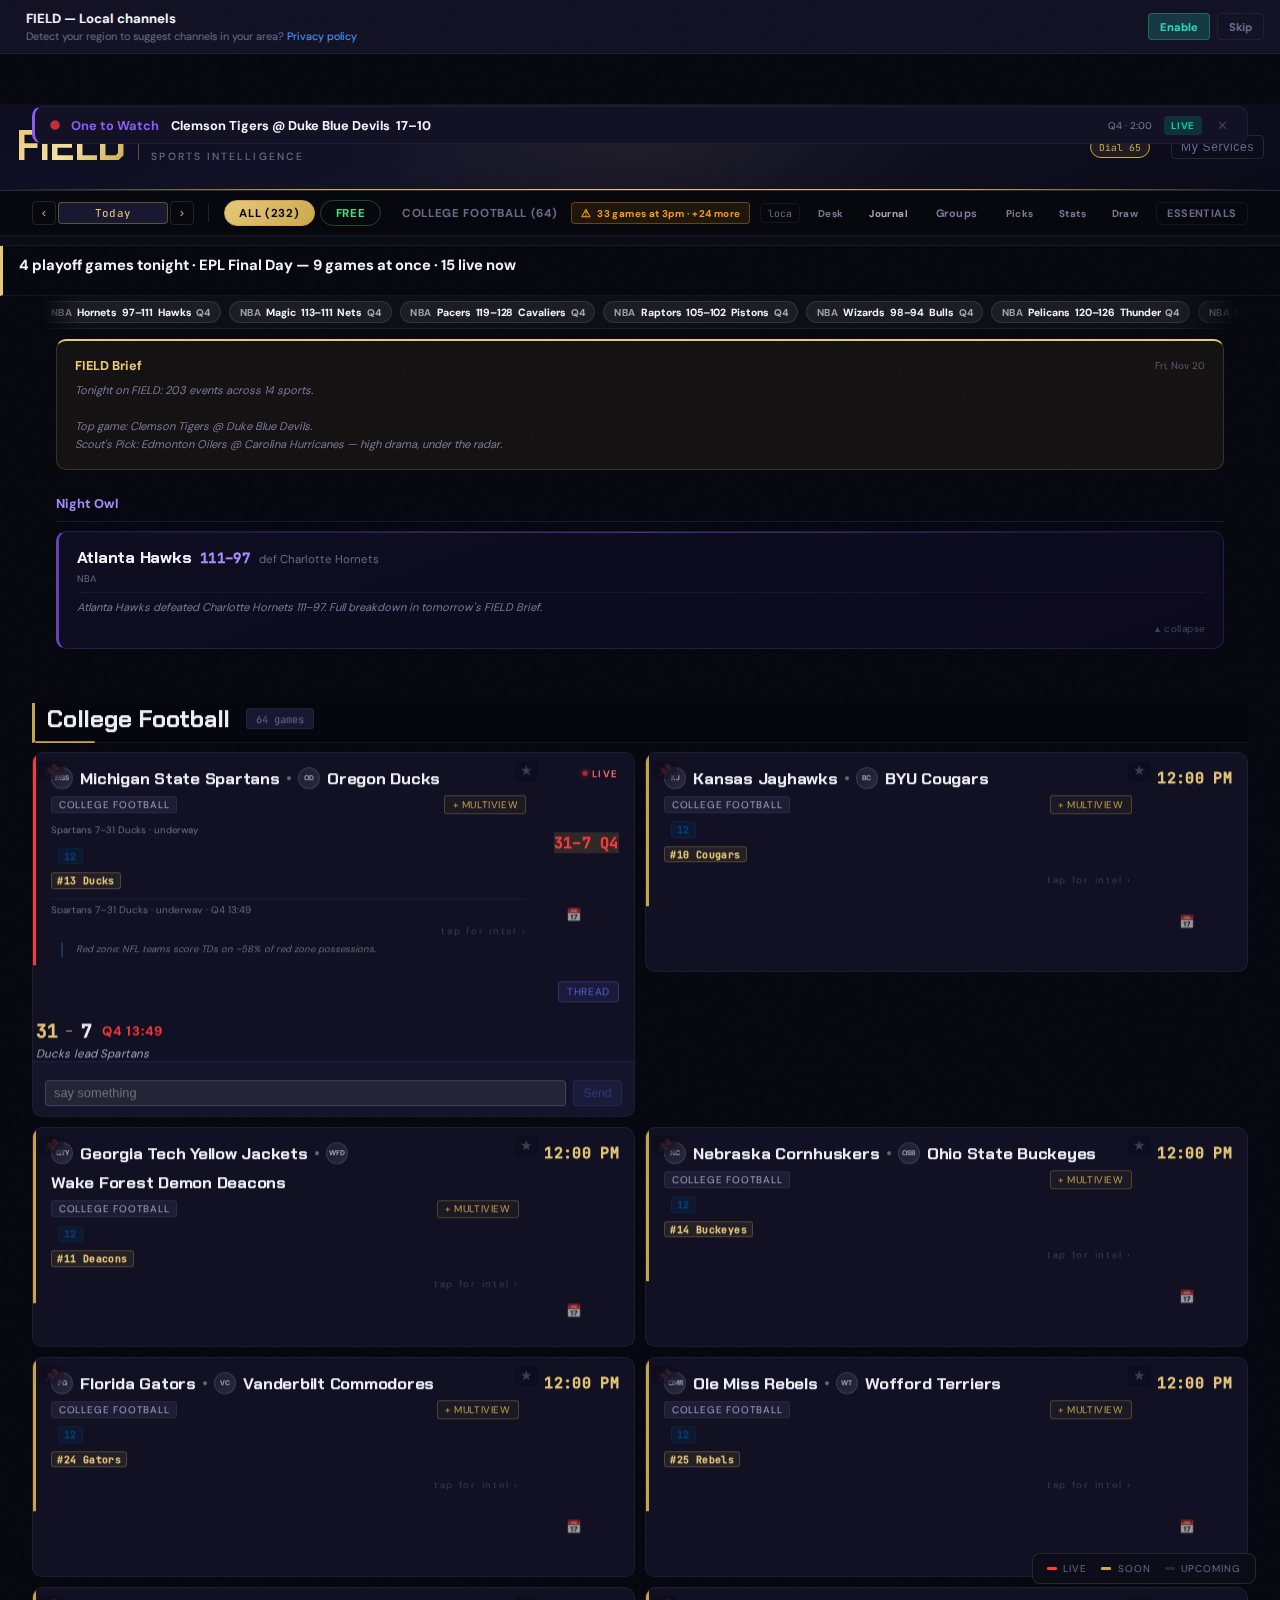 FIELD — Local channels
Detect your region to suggest channels in your area? Privacy policy
Enable
Skip
One to Watch Clemson Tigers @ Duke Blue Devils 17–10
Q4 · 2:00 LIVE ×
FIELD
SPORTS INTELLIGENCE
Dial 65
My Services
‹ Today ›
ALL (232)
FREE
COLLEGE FOOTBALL (64)
⚠ 33 games at 3pm · +24 more
loca
Desk
Journal
Groups
Picks
Stats
Draw
ESSENTIALS
4 playoff games tonight · EPL Final Day — 9 games at once · 15 live now
NBA Hornets 97–111 Hawks Q4
NBA Magic 113–111 Nets Q4
NBA Pacers 119–128 Cavaliers Q4
NBA Raptors 105–102 Pistons Q4
NBA Wizards 98–94 Bulls Q4
NBA Pelicans 120–126 Thunder Q4
NBA
FIELD Brief
Fri, Nov 20
Tonight on FIELD: 203 events across 14 sports.
Top game: Clemson Tigers @ Duke Blue Devils.
Scout's Pick: Edmonton Oilers @ Carolina Hurricanes — high drama, under the radar.
Night Owl
Atlanta Hawks 111–97 def Charlotte Hornets
NBA
Atlanta Hawks defeated Charlotte Hornets 111–97. Full breakdown in tomorrow's FIELD Brief.
▴ collapse
College Football 64 games
Michigan State Spartans • OD Oregon Ducks
★
LIVE
COLLEGE FOOTBALL
+ MULTIVIEW
Spartans 7–31 Ducks · underway
31–7 Q4
12
#13 Ducks
Spartans 7–31 Ducks · underway · Q4 13:49
tap for intel ›
Red zone: NFL teams score TDs on ~58% of red zone possessions.
THREAD
31 – 7 Q4 13:49
Ducks lead Spartans
say something
Send
Kansas Jayhawks • BC BYU Cougars
★
12:00 PM
COLLEGE FOOTBALL
+ MULTIVIEW
12
#10 Cougars
tap for intel ›
Georgia Tech Yellow Jackets • WFD
Wake Forest Demon Deacons
★
12:00 PM
COLLEGE FOOTBALL
+ MULTIVIEW
12
#11 Deacons
tap for intel ›
Nebraska Cornhuskers • OSB Ohio State Buckeyes
★
12:00 PM
COLLEGE FOOTBALL
+ MULTIVIEW
12
#14 Buckeyes
tap for intel ›
Florida Gators • VC Vanderbilt Commodores
★
12:00 PM
COLLEGE FOOTBALL
+ MULTIVIEW
12
#24 Gators
tap for intel ›
Ole Miss Rebels • WT Wofford Terriers
★
12:00 PM
COLLEGE FOOTBALL
+ MULTIVIEW
12
#25 Rebels
tap for intel ›
LIVE
SOON
UPCOMING